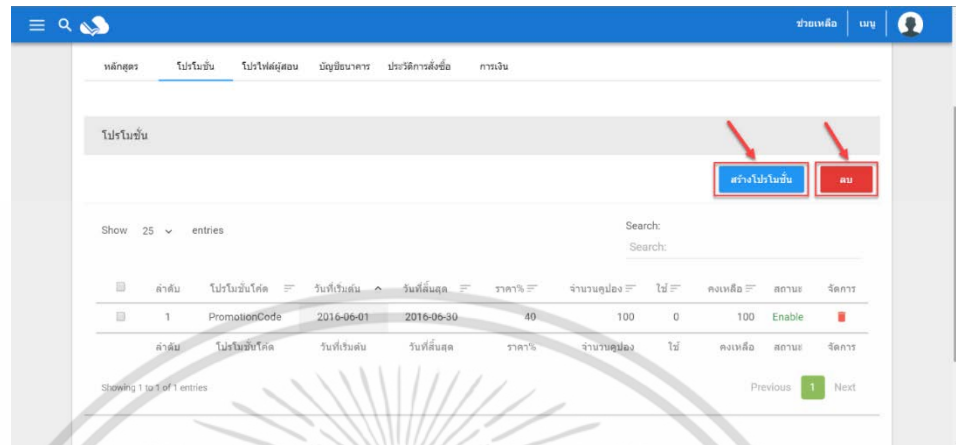 ช่วยเหลือ เมนู
หลักสูตร โปรโมชั่น โปรไฟล์ผู้สอน บัญชีธนาคาร ประวัติการสั่งซื้อ การเงิน
โปรโมชั่น
สร้างโปรโมชั่น ลบ
Show 25 entries Search:
Search:
ลำดับ โปรโมชันโค้ด วันที่เริ่มต้น วันที่สิ้นสุด ราคา% จำนวนคูปอง ใช้ คงเหลือ สถานะ จัดการ
1 PromotionCode 2016-06-01 2016-06-30 40 100 0 100 Enable
ลำดับ โปรโมชันโค้ด วันที่เริ่มต้น วันที่สิ้นสุด ราคา% จำนวนคูปอง ใช้ คงเหลือ สถานะ จัดการ
Showing 1 to 1 of 1 entries Previous 1 Next